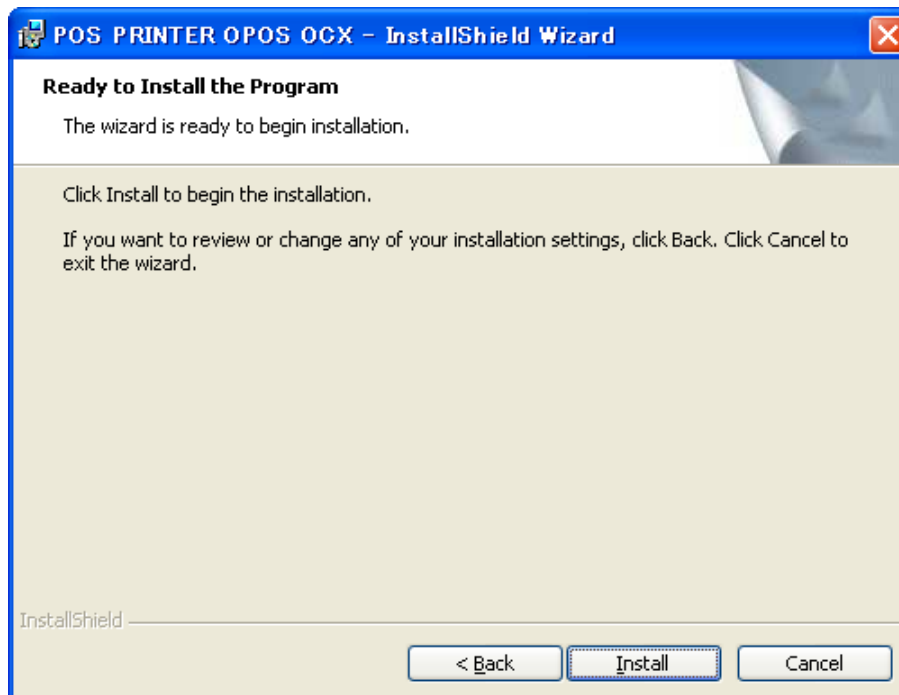 POS PRINTER OPOS OCX - InstallShield Wizard
Ready to Install the Program
The wizard is ready to begin installation.
Click Install to begin the installation.
If you want to review or change any of your installation settings, click Back. Click Cancel to
exit the wizard.
InstallShield
< Back
Install
Cancel